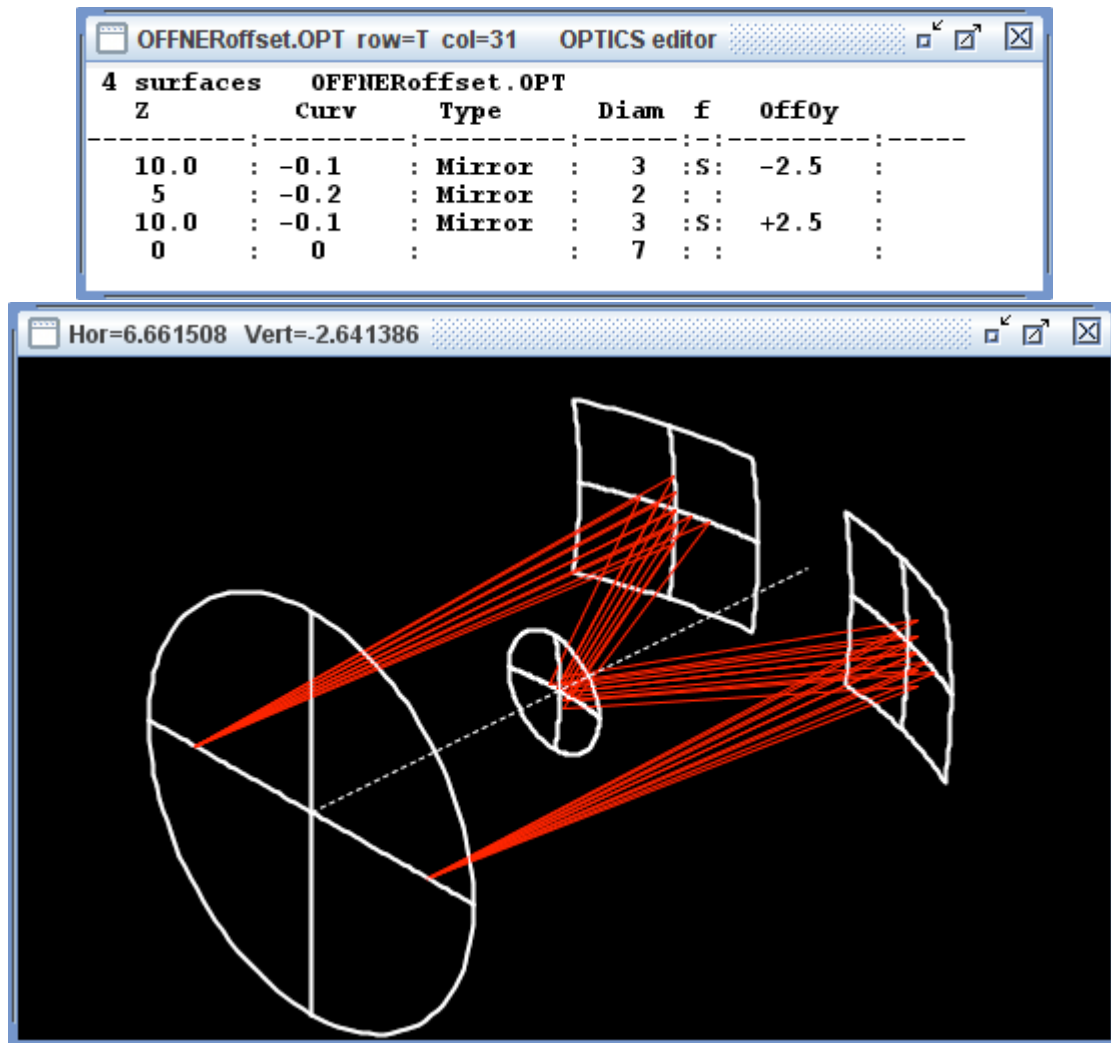 OFFNERoffset.OPT row=T col=31 OPTICS editor
4 surfaces OFFNERoffset.OPT
Z Curv Type Diam f OffOy
----------:---------:---------:------:-:---------:-----
10.0 : -0.1 : Mirror : 3 :S: -2.5 :
5 : -0.2 : Mirror : 2 : : :
10.0 : -0.1 : Mirror : 3 :S: +2.5 :
0 : 0 : : 7 : : :
Hor=6.661508 Vert=-2.641386